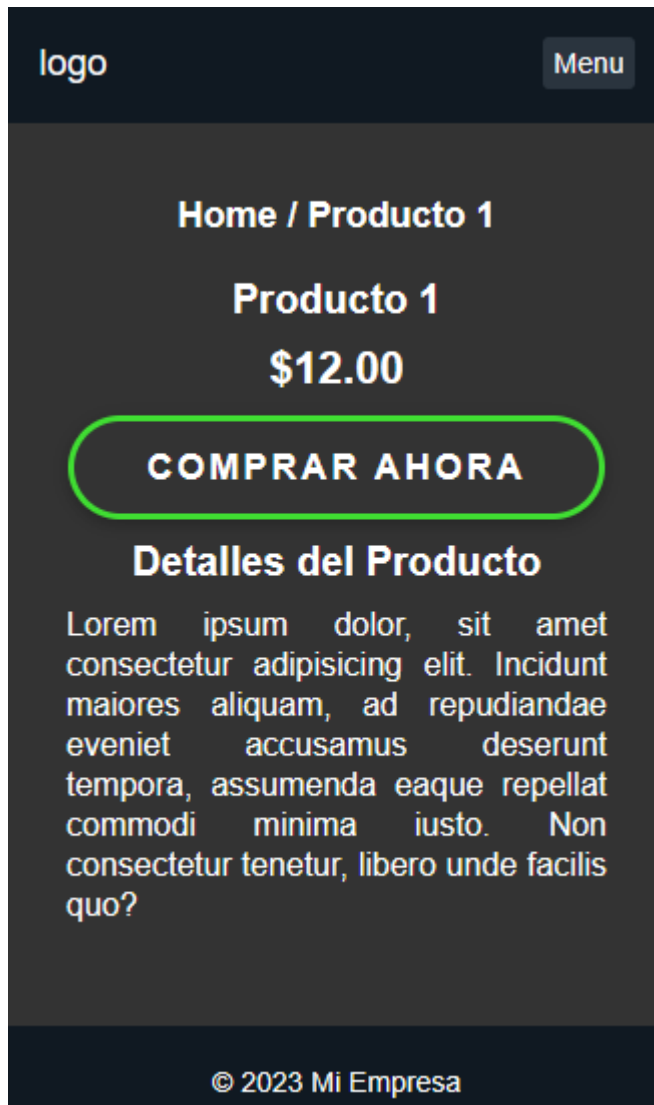 logo
Menu
Home / Producto 1
Producto 1
$12.00
COMPRAR AHORA
Detalles del Producto
Lorem ipsum dolor, sit amet
consectetur adipisicing elit. Incidunt
maiores aliquam, ad repudiandae
eveniet accusamus deserunt
tempora, assumenda eaque repellat
commodi minima iusto. Non
consectetur tenetur, libero unde facilis
quo?
© 2023 Mi Empresa